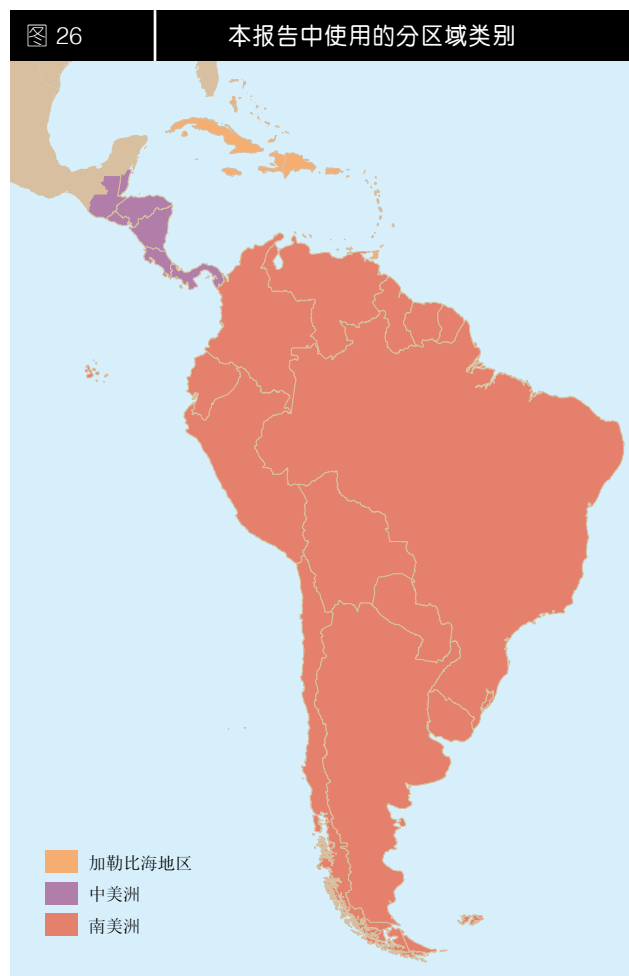 图 26
本报告中使用的分区域类别
加勒比海地区
中美洲
南美洲